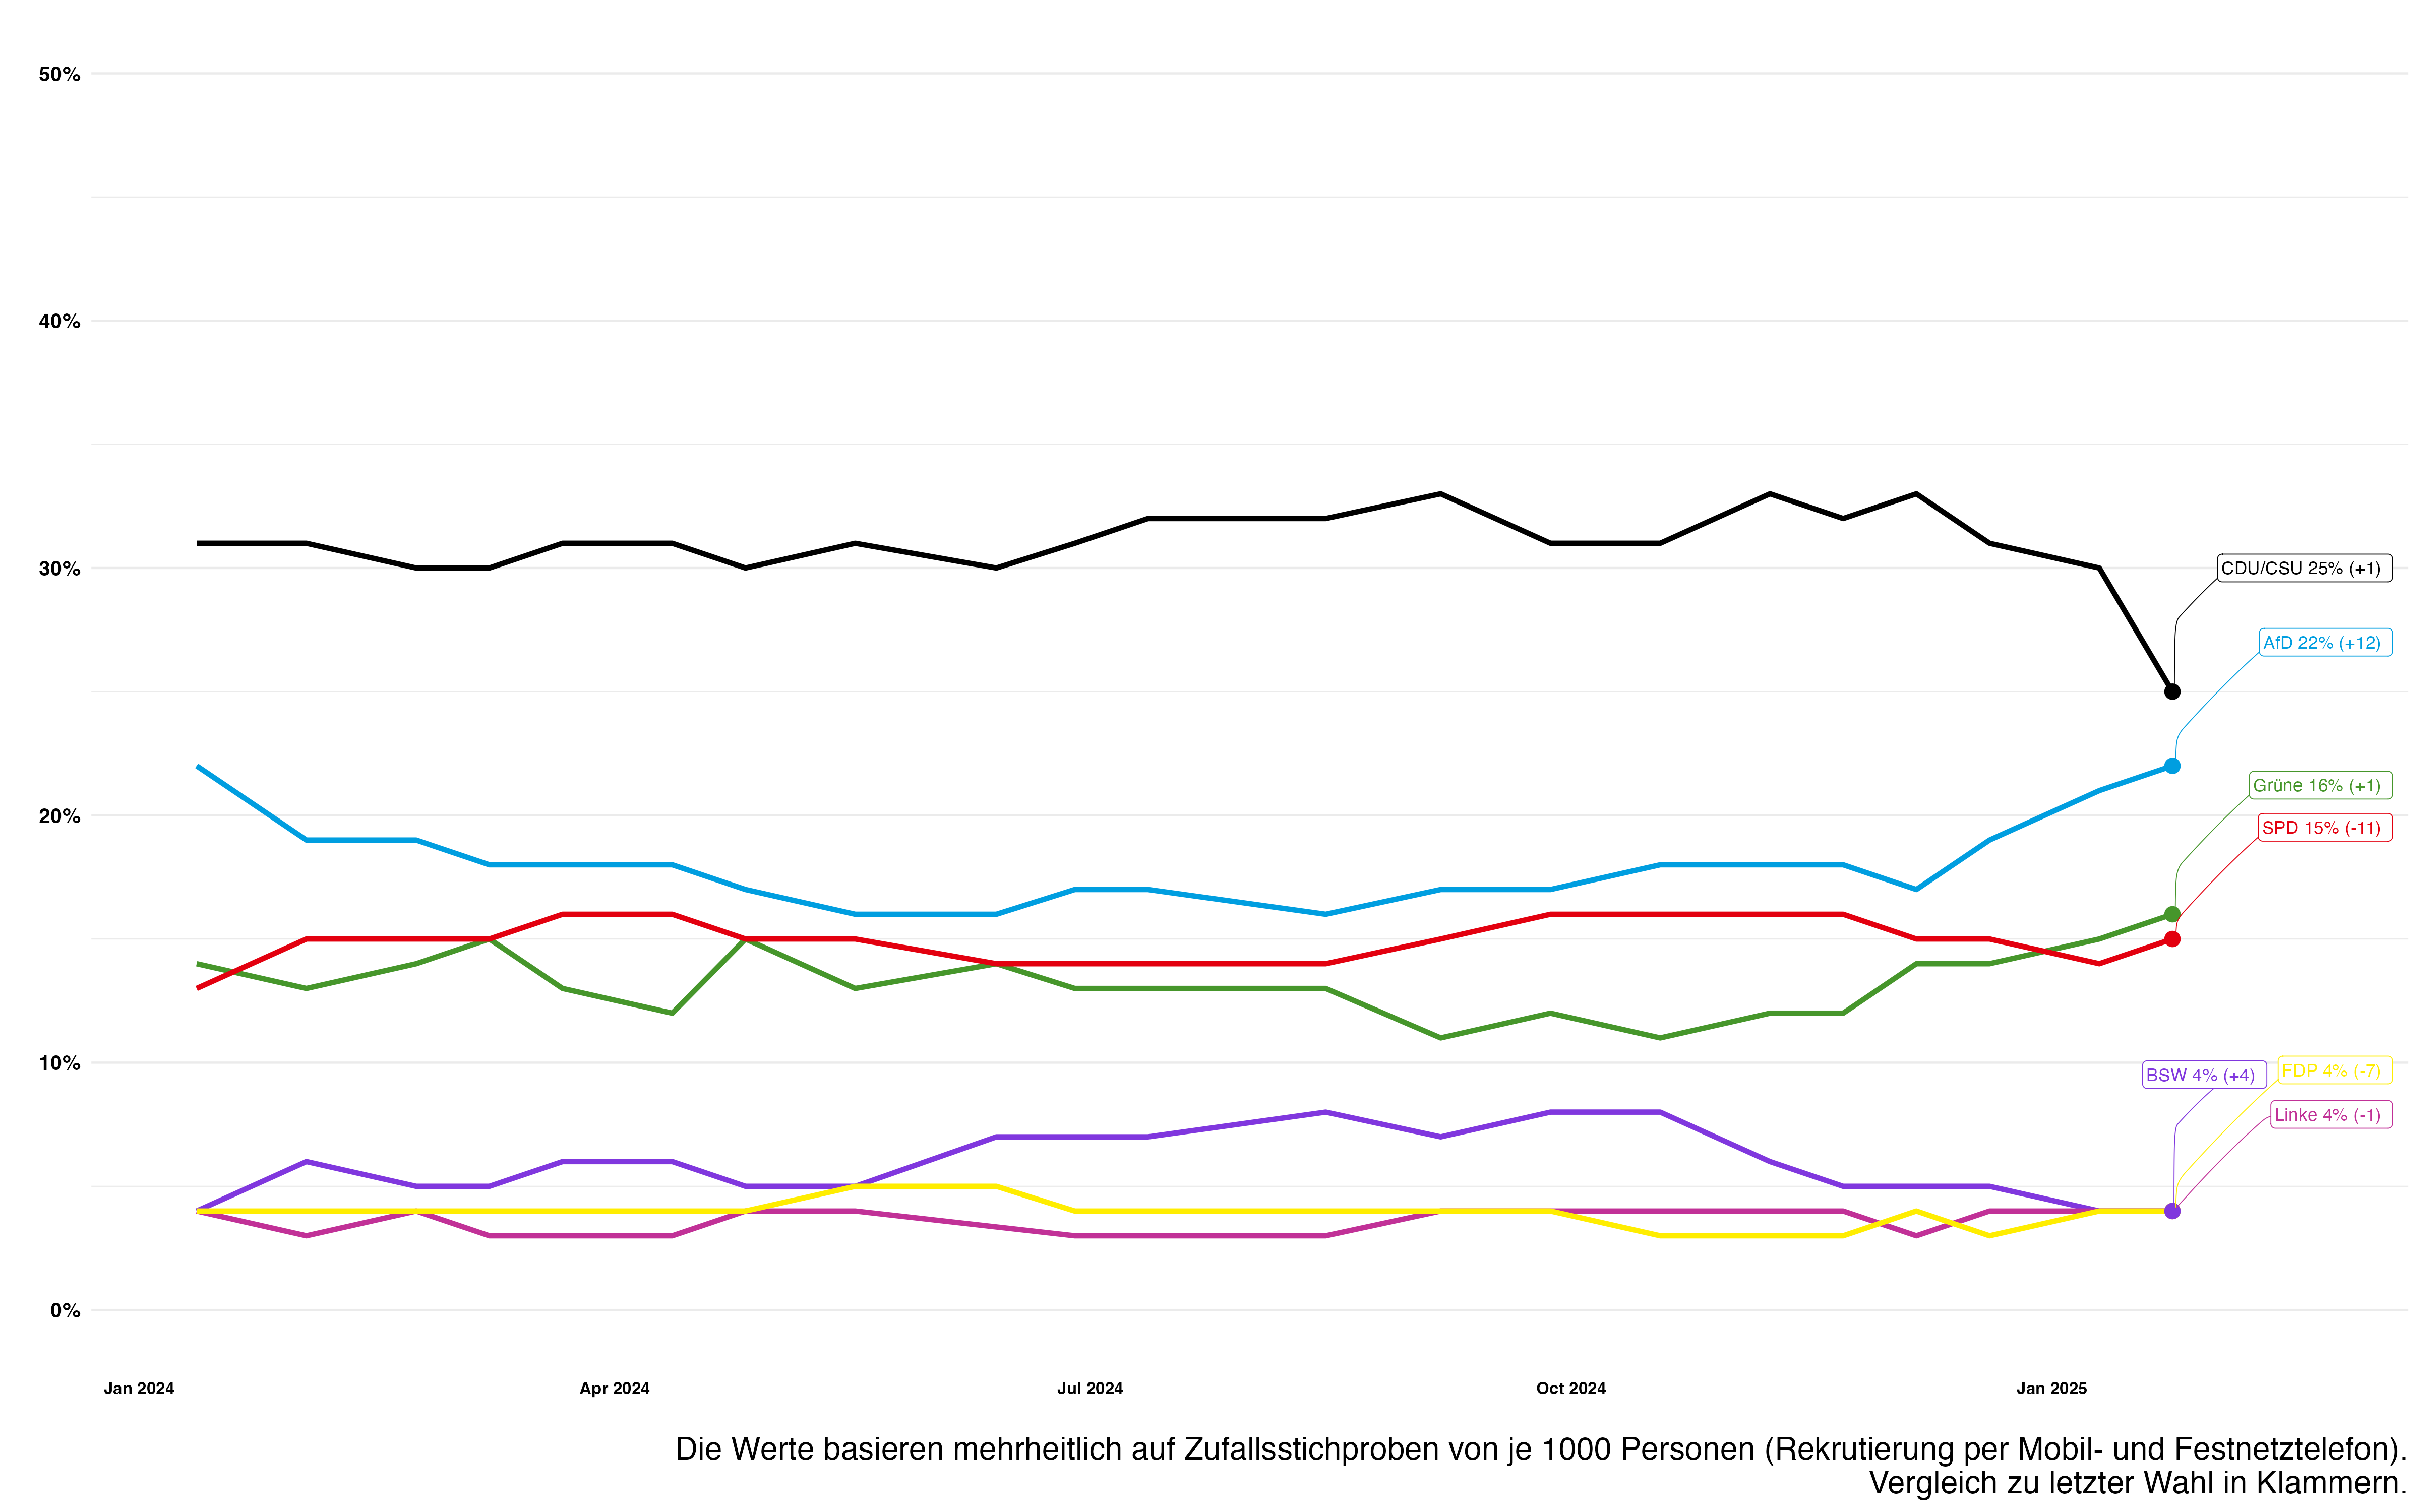 50%
40%
30%
20%
10%
0%
CDU/CSU 25% (+1)
AfD 22% (+12)
Grüne 16% (+1)
SPD 15% (-11)
BSW 4% (+4)
FDP 4% (-7)
Linke 4% (-1)
Jan 2024
Apr 2024
Jul 2024
Oct 2024
Jan 2025
Die Werte basieren mehrheitlich auf Zufallsstichproben von je 1000 Personen (Rekrutierung per Mobil- und Festnetztelefon).
Vergleich zu letzter Wahl in Klammern.